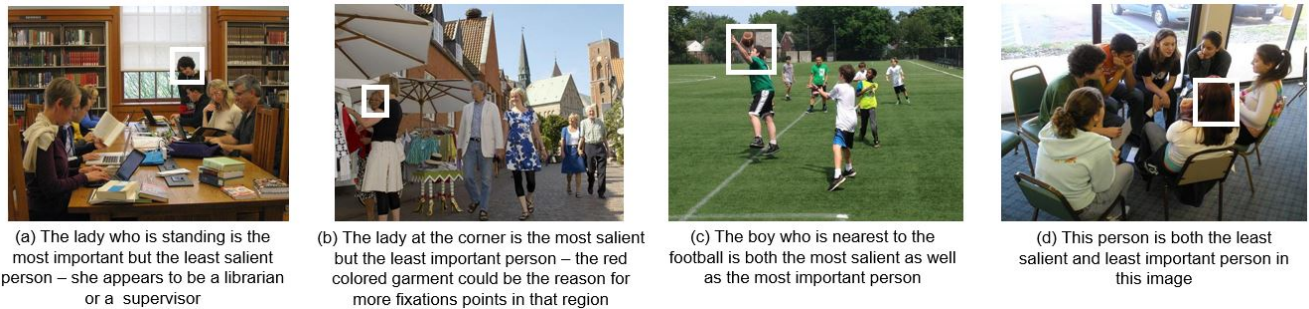 (a) The lady who is standing is the
most important but the least salient
person – she appears to be a librarian
or a supervisor
(b) The lady at the corner is the most salient
but the least important person – the red
colored garment could be the reason for
more fixations points in that region
(c) The boy who is nearest to the
football is both the most salient as well
as the most important person
(d) This person is both the least
salient and least important person in
this image